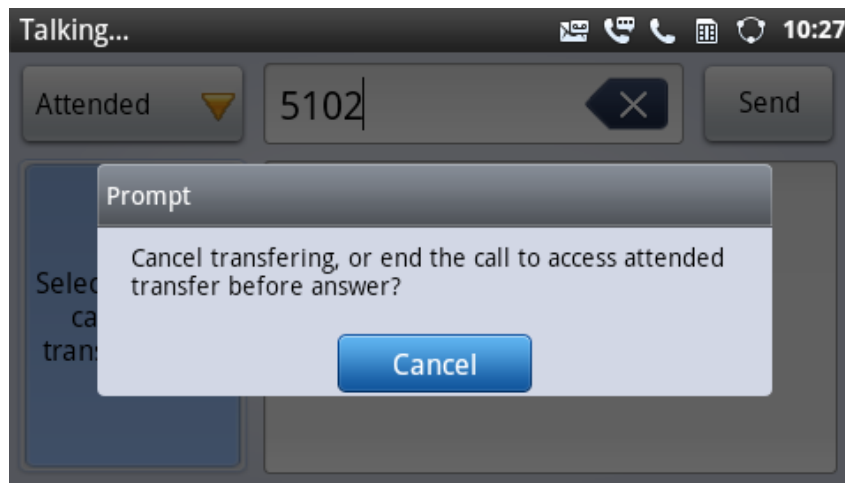 Talking...
10:27
Attended
5102
Send
Prompt
Cancel transfering, or end the call to access attended
transfer before answer?
Cancel